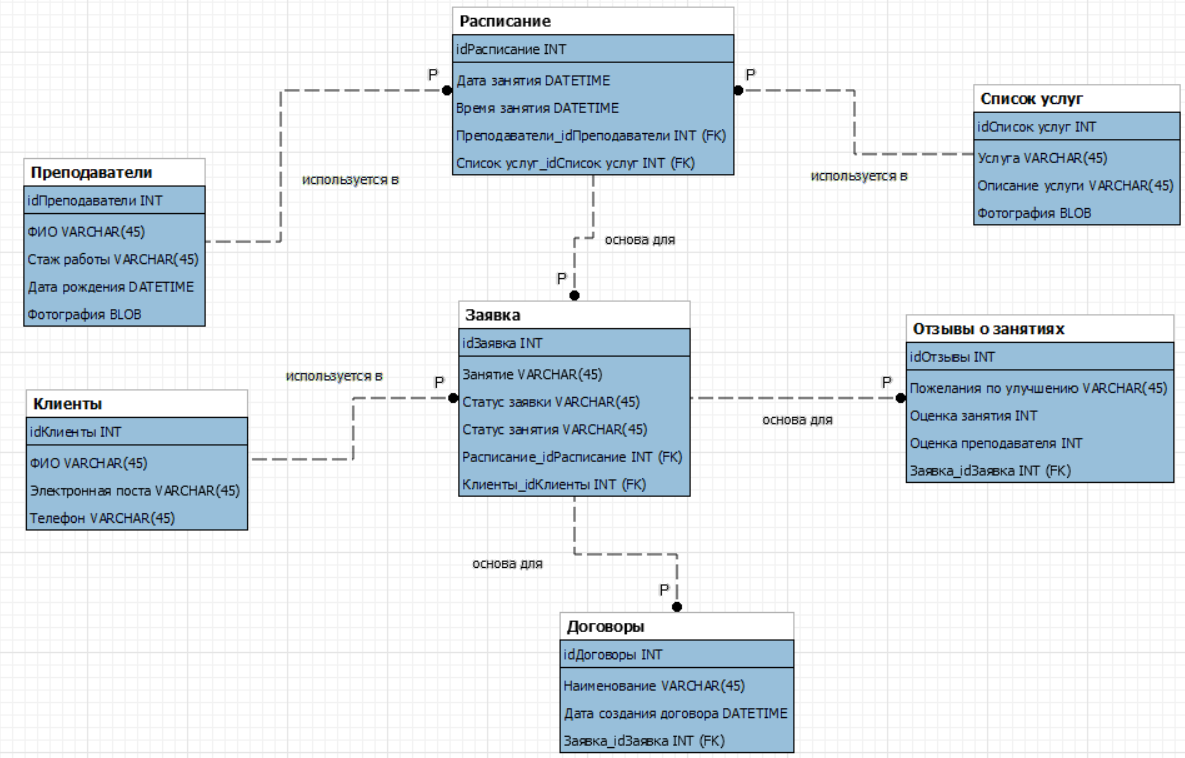 Расписание
idРасписание INT
Дата занятия DATETIME
Время занятия DATETIME
Преподаватели_idПреподаватели INT (FK)
Список услуг_idСписок услуг INT (FK)
P
P
Список услуг
idСписок услуг INT
Услуга VARCHAR(45)
Описание услуги VARCHAR(45)
Фотография BLOB
используется в
используется в
Преподаватели
idПреподаватели INT
ФИО VARCHAR(45)
Стаж работы VARCHAR(45)
Дата рождения DATETIME
Фотография BLOB
основа для
P
Заявка
idЗаявка INT
Занятие VARCHAR(45)
Статус заявки VARCHAR(45)
Статус занятия VARCHAR(45)
Расписание_idРасписание INT (FK)
Клиенты_idКлиенты INT (FK)
используется в
P
Клиенты
idКлиенты INT
ФИО VARCHAR(45)
Электронная поста VARCHAR(45)
Телефон VARCHAR(45)
P
основа для
Отзывы о занятиях
idОтзывы INT
Пожелания по улучшению VARCHAR(45)
Оценка занятия INT
Оценка преподавателя INT
Заявка_idЗаявка INT (FK)
основа для
P
Договоры
idДоговоры INT
Наименование VARCHAR(45)
Дата создания договора DATETIME
Заявка_idЗаявка INT (FK)